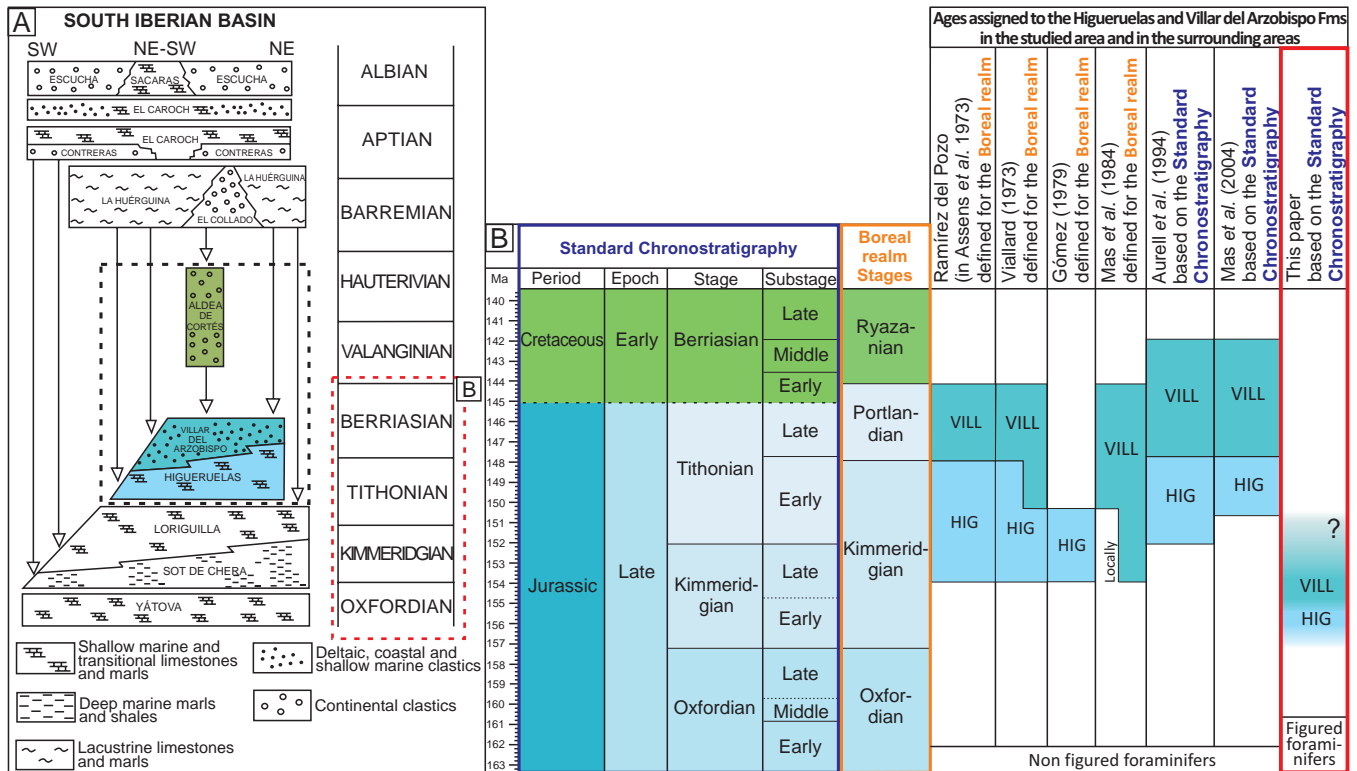 A
SOUTH IBERIAN BASIN
SW
NE-SW
NE
ESCUCHA
SACARAS
ESCUCHA
EL CAROCH
EL CAROCH
CONTRERAS
CONTRERAS
LA HUÉRGUINA
LA HUÉRGUINA
EL COLLADO
ALDEA
DE
CORTÉS
VILLAR
DEL
ARZOBISPO
HIGUERUELAS
LORIGUILLA
SOT DE CHERA
YÁTOVA
ALBIAN
APTIAN
BARREMIAN
HAUTERIVIAN
VALANGINIAN
B
BERRIASIAN
TITHONIAN
KIMMERIDGIAN
OXFORDIAN
Shallow marine and
transitional limestones
and marls
Deep marine marls
and shales
Lacustrine limestones
and marls
Deltaic, coastal and
shallow marine clastics
Continental clastics
B
Standard Chronostratigraphy
Boreal
realm
Stages
Ma
Period
Epoch
Stage
Substage
140
141
142
143
144
145
146
147
148
149
150
151
152
153
154
155
156
157
158
159
160
161
162
163
Cretaceous
Jurassic
Early
Late
Berriasian
Tithonian
Kimmerid-
gian
Oxfordian
Late
Middle
Early
Late
Early
Late
Early
Late
Middle
Early
Ryaza-
nian
Portlan-
dian
Kimmerid-
gian
Oxfor-
dian
Ages assigned to the Higueruelas and Villar del Arzobispo Fms
in the studied area and in the surrounding areas
Ramírez del Pozo
(in Assens et al. 11973)
defined for the Boreal realm
Viallard (1973)
defined for the Boreal realm
Gómez (1979)
defined for the Boreal realm
Mas et al. (1984)
defined for the Boreal realm
Aurell et al. (1994)
based on the Standard
Chronostratigraphy
Mas et al. (2004)
based on the Standard
Chronostratigraphy
This paper
based on the Standard
Chronostratigraphy
VILL
HIG
VILL
HIG
HIG
VILL
Locally
VILL
HIG
VILL
HIG
?
VILL
HIG
Non figured foraminifers
Figured
forami-
nifers